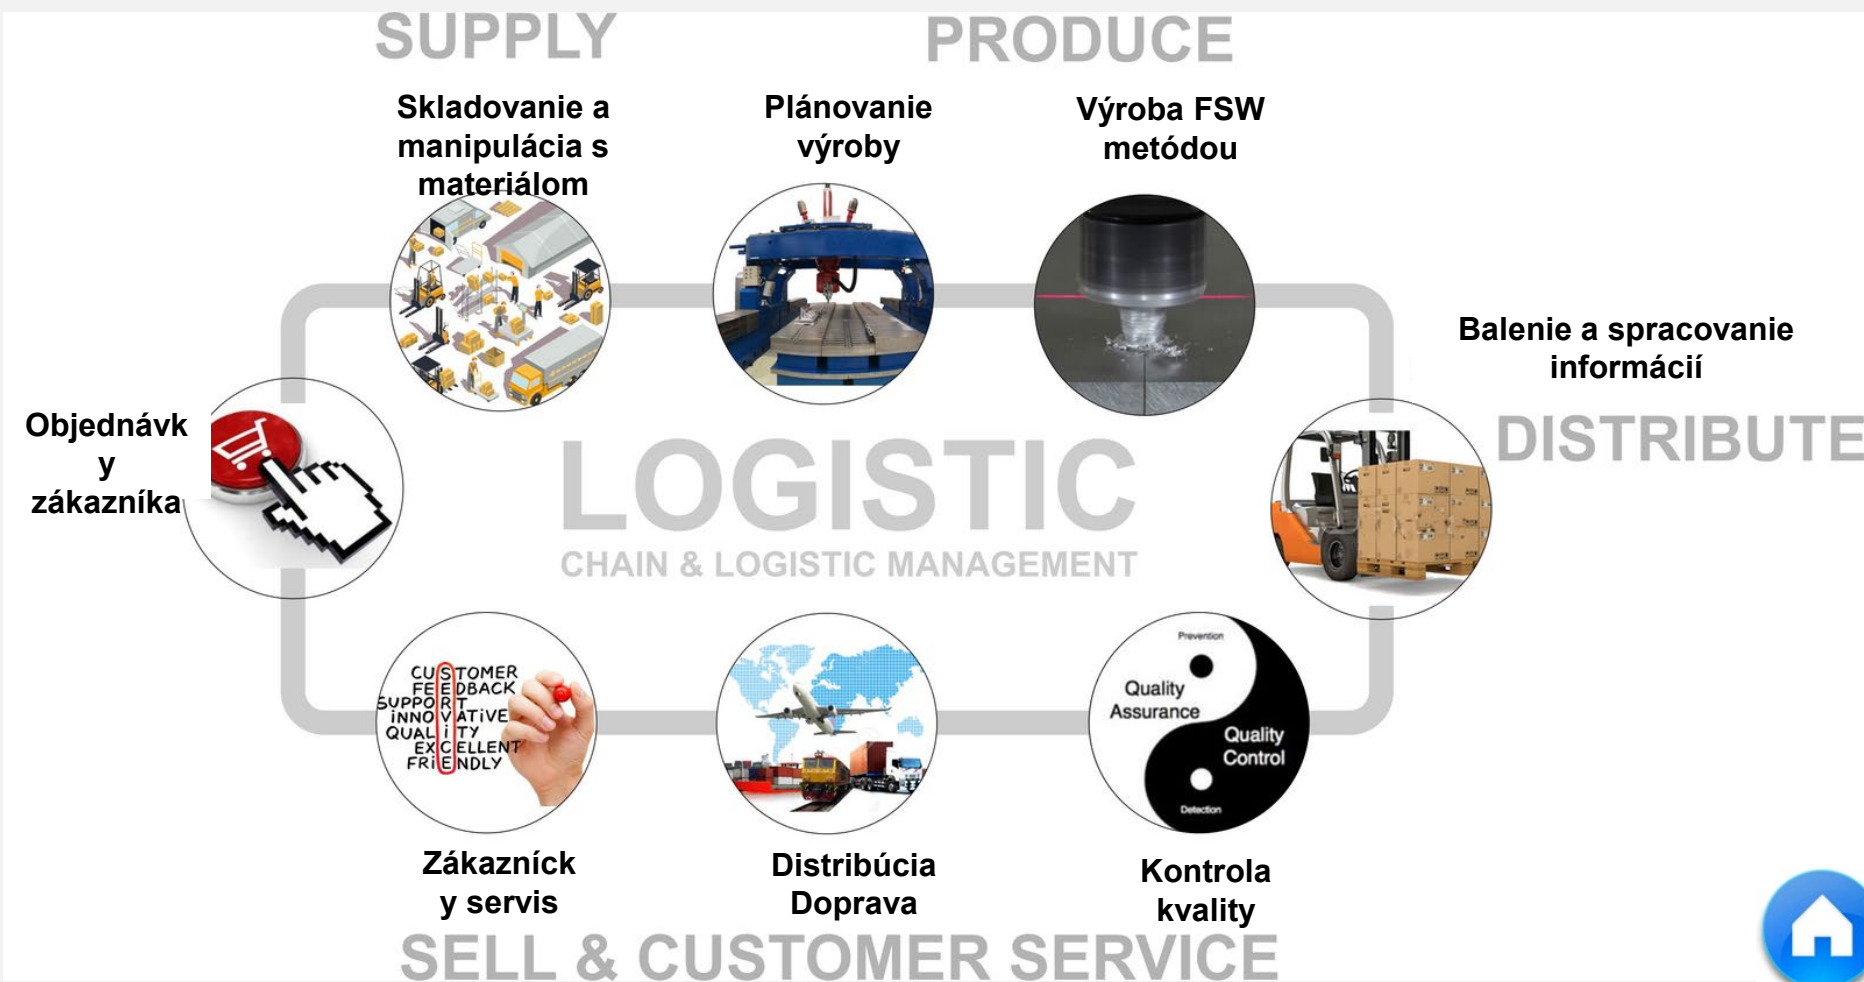 SUPPLY
PRODUCE
Skladovanie a
manipulácia s
materiálom
Plánovanie
výroby
Výroba FSW
metódou
Balenie a spracovanie
informácií
DISTRIBUTE
Objednávk
y
zákazníka
LOGISTIC
CHAIN & LOGISTIC MANAGEMENT
CUSTOMER
FEEDBACK
SUPPORT
INNOVATIVE
QUALITY
EXCELLENT
FRIENDLY
Prevention
Quality
Assurance
Quality
Control
Detection
Zákazníck
y servis
Distribúcia
Doprava
Kontrola
kvality
SELL & CUSTOMER SERVICE